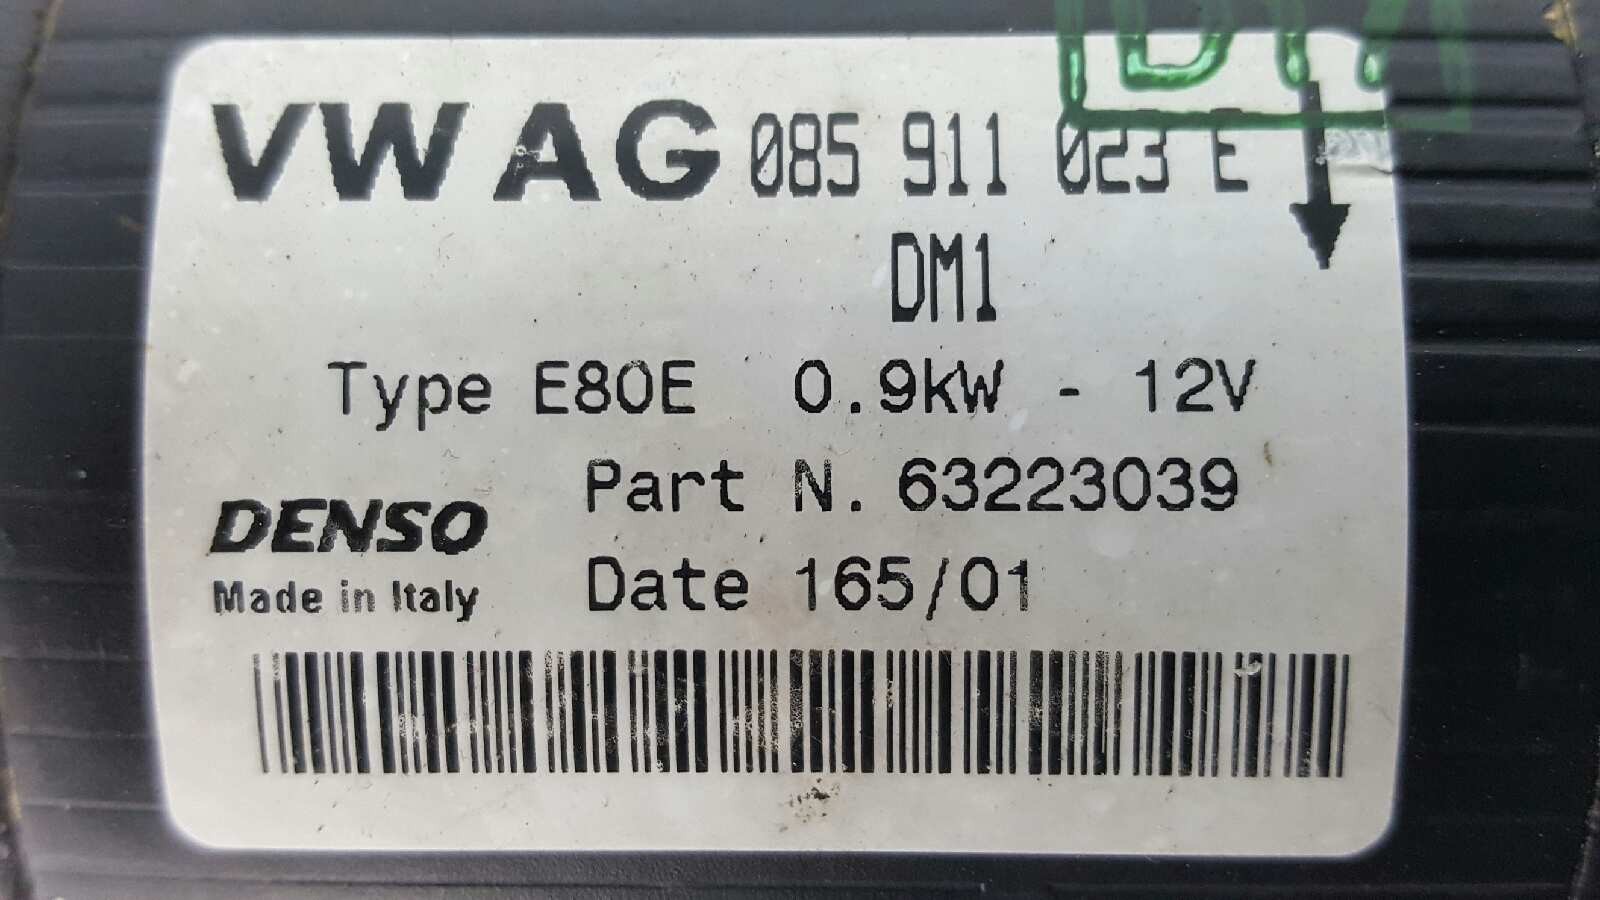 VW AG 085 911 023 E
DM1
Type E80E 0.9kW - 12V
Part N. 63223039
DENSO
Made in Italy
Date 165/01